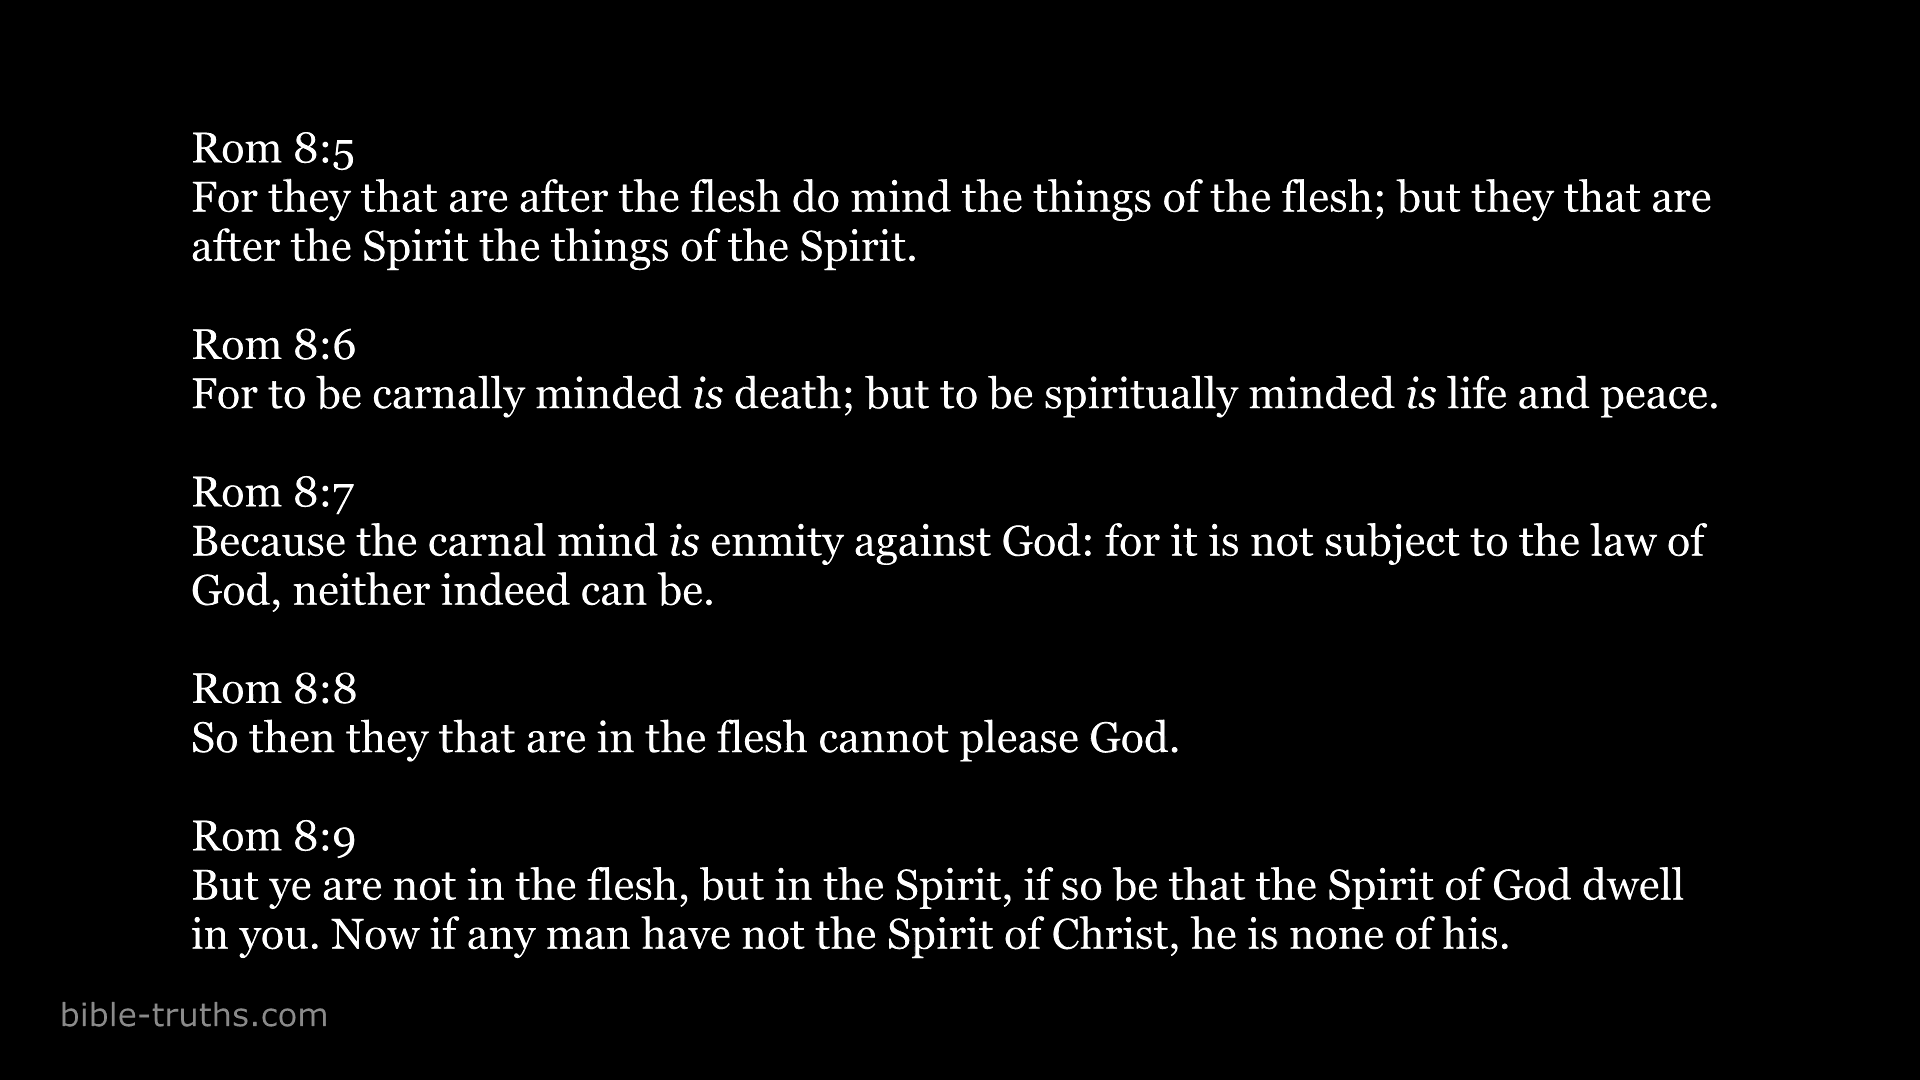 Rom 8:5
For they that are after the flesh do mind the things of the flesh; but they that are
after the Spirit the things of the Spirit.
Rom 8:6
For to be carnally minded is death; but to be spiritually minded is life and peace.
Rom 8:7
Because the carnal mind is enmity against God: for it is not subject to the law of
God, neither indeed can be.
Rom 8:8
So then they that are in the flesh cannot please God.
Rom 8:9
But ye are not in the flesh, but in the Spirit, if so be that the Spirit of God dwell
in you. Now if any man have not the Spirit of Christ, he is none of his.
bible-truths.com